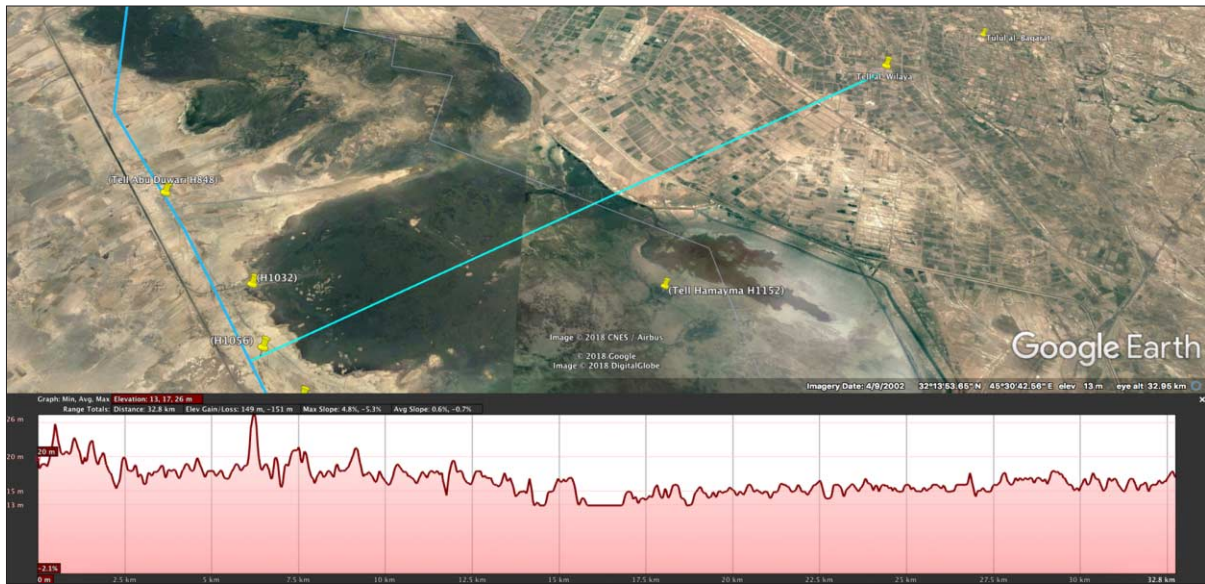 Tulul al-Baqarat
Tell al-Wilaya
(Tell Abu Duwari H848)
(H1032)
(Tell Hamayma H1152)
(H1056)
Image © 2018 CNES / Airbus
© 2018 Google
Image © 2018 DigitalGlobe
Google Earth
Imagery Date: 4/9/2002 32°13'53.65" N 45°30'42.56" E elev 13 m eye alt: 32.95 km
Graph: Min, Avg, Max Elevation: 13, 17, 26 m
Range Totals: Distance: 32.8 km Elev Gain/Loss: 149 m, -151 m Max Slope: 4.8%, -5.3% Avg Slope: 0.6%, -0.7%
26 m
20 m
20 m
15 m
13 m
-2.1%
0 m 2.5 km 5 km 7.5 km 10 km 12.5 km 15 km 17.5 km 20 km 22.5 km 25 km 27.5 km 30 km 32.8 km